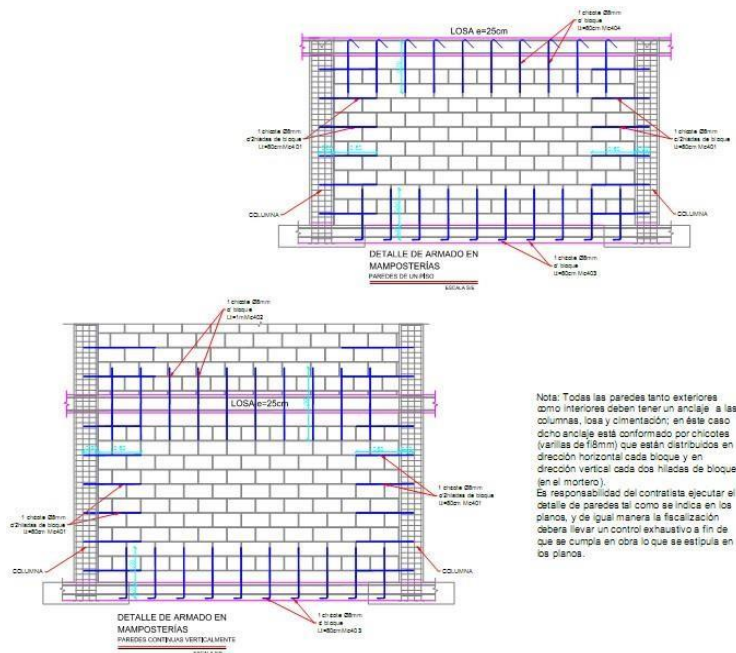 1 chicote Ø8mm
c/ bloque
Lt=60cm Mc404
LOSA e=25cm
1 chicote Ø8mm
c/2hiladas de bloque
Lt=60cm Mc401
1 chicote Ø8mm
c/2hiladas de bloque
Lt=60cm Mc401
COLUMNA
COLUMNA
1 chicote Ø8mm
c/ bloque
Lt=60cm Mc403
DETALLE DE ARMADO EN
MAMPOSTERÍAS
PAREDES DE UN PISO
1 chicote Ø8mm
c/ bloque
Lt=1m Mc402
LOSA e=25cm
1 chicote Ø8mm
c/2hiladas de bloque
Lt=60cm Mc401
1 chicote Ø8mm
c/2hiladas de bloque
Lt=60cm Mc401
COLUMNA
COLUMNA
1 chicote Ø8mm
c/ bloque
Lt=60cm Mc403
DETALLE DE ARMADO EN
MAMPOSTERÍAS
PAREDES CONTINUAS VERTICALMENTE
Nota: Todas las paredes tanto exteriores
como interiores deben tener un anclaje a las
columnas, losa y cimentación; en éste caso
dicho anclaje está conformado por chicotes
(varillas de fi8mm) que están distribuidos en
dirección horizontal cada bloque y en
dirección vertical cada dos hiladas de bloque
(en el mortero).
Es responsabilidad del contratista ejecutar el
detalle de paredes tal como se indica en los
planos, y de igual manera la fiscalización
debera llevar un control exhaustivo a fin de
que se cumpla en obra lo que se estipula en
los planos.